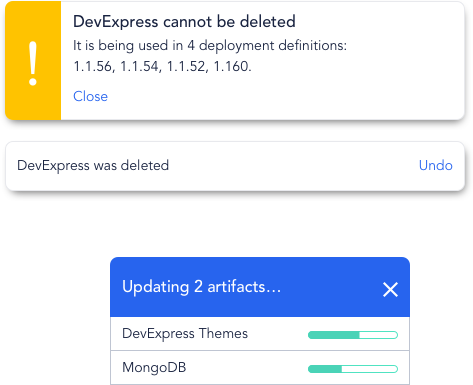 DevExpress cannot be deleted
It is being used in 4 deployment definitions:
1.1.56, 1.1.54, 1.1.52, 1.160.
Close
DevExpress was deleted Undo
Updating 2 artifacts...
DevExpress Themes
MongoDB